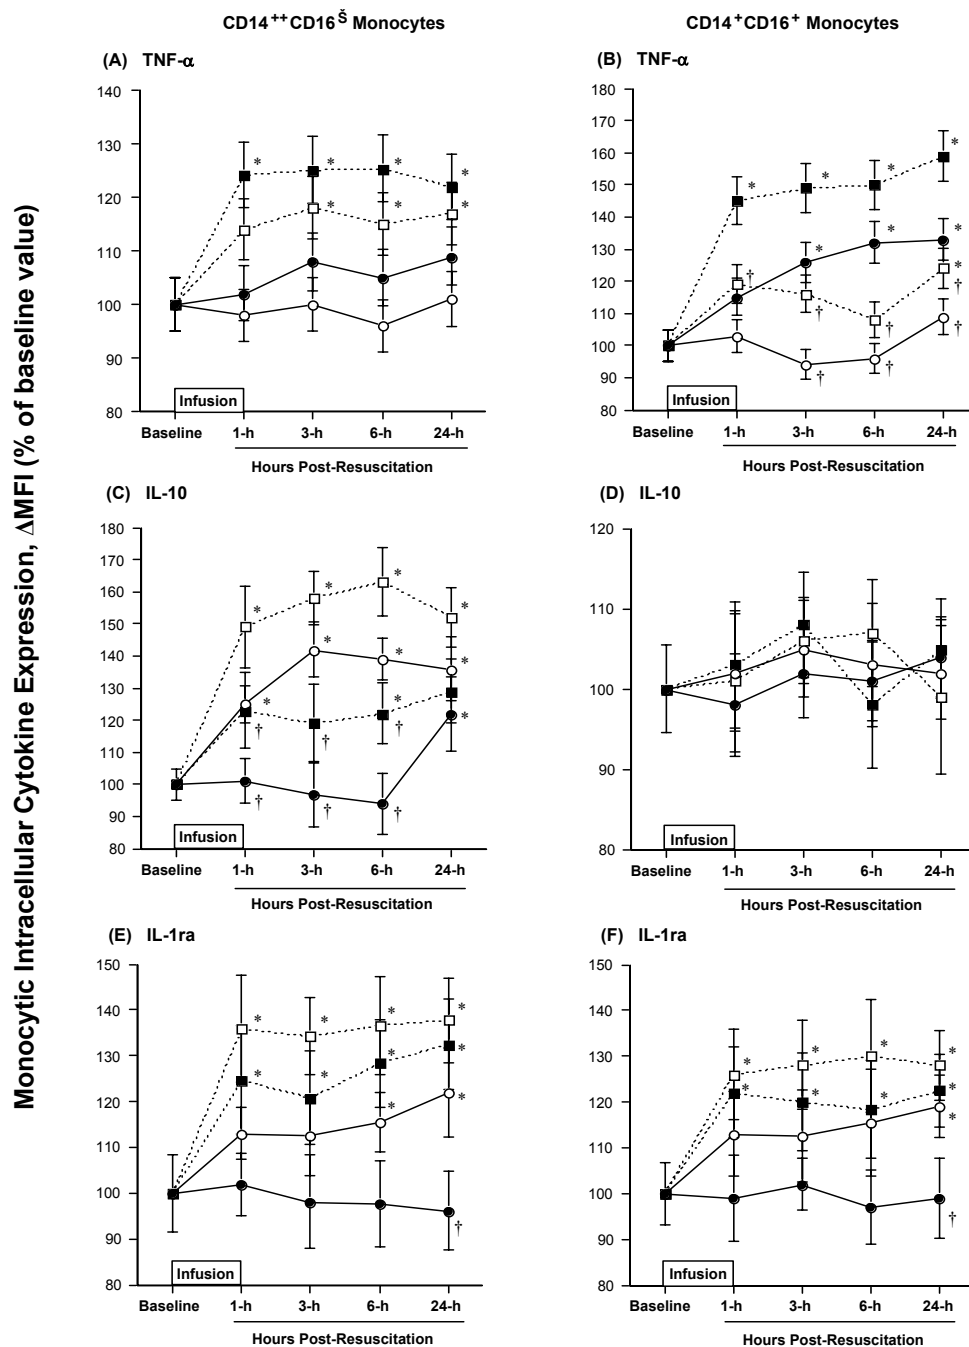 Monocytic Intracellular Cytokine Expression, ΔMFI (% of baseline value)
CD14++CD16Š Monocytes
CD14+CD16+ Monocytes
(A) TNF-α
140
130
120
110
100
90
80
* * * *
* * *
Infusion
Baseline 1-h 3-h 6-h 24-h
Hours Post-Resuscitation
(B) TNF-α
180
170
160
150
140
130
120
110
100
90
80
* * * *
* * *
† † † * †
† † †
Infusion
Baseline 1-h 3-h 6-h 24-h
Hours Post-Resuscitation
(C) IL-10
180
170
160
150
140
130
120
110
100
90
80
* * * *
* * * *
† † * †
† † † *
Infusion
Baseline 1-h 3-h 6-h 24-h
Hours Post-Resuscitation
(D) IL-10
120
110
100
90
80
Infusion
Baseline 1-h 3-h 6-h 24-h
Hours Post-Resuscitation
(E) IL-1ra
150
140
130
120
110
100
90
80
* * * *
* * * *
* *
†
Infusion
Baseline 1-h 3-h 6-h 24-h
Hours Post-Resuscitation
(F) IL-1ra
150
140
130
120
110
100
90
80
* * * *
* * * *
*
†
Infusion
Baseline 1-h 3-h 6-h 24-h
Hours Post-Resuscitation